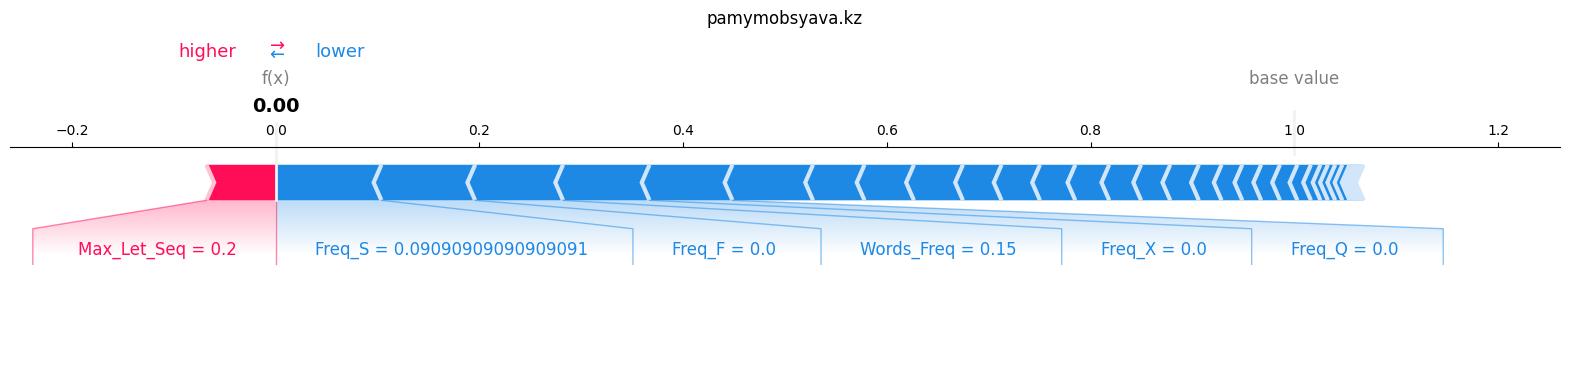 pamymobsyava.kz
higher ⇄ lower
f(x) base value
0.00
−0.2 0.0 0.2 0.4 0.6 0.8 1.0 1.2
Max_Let_Seq = 0.2 Freq_S = 0.09090909090909091 Freq_F = 0.0 Words_Freq = 0.15 Freq_X = 0.0 Freq_Q = 0.0